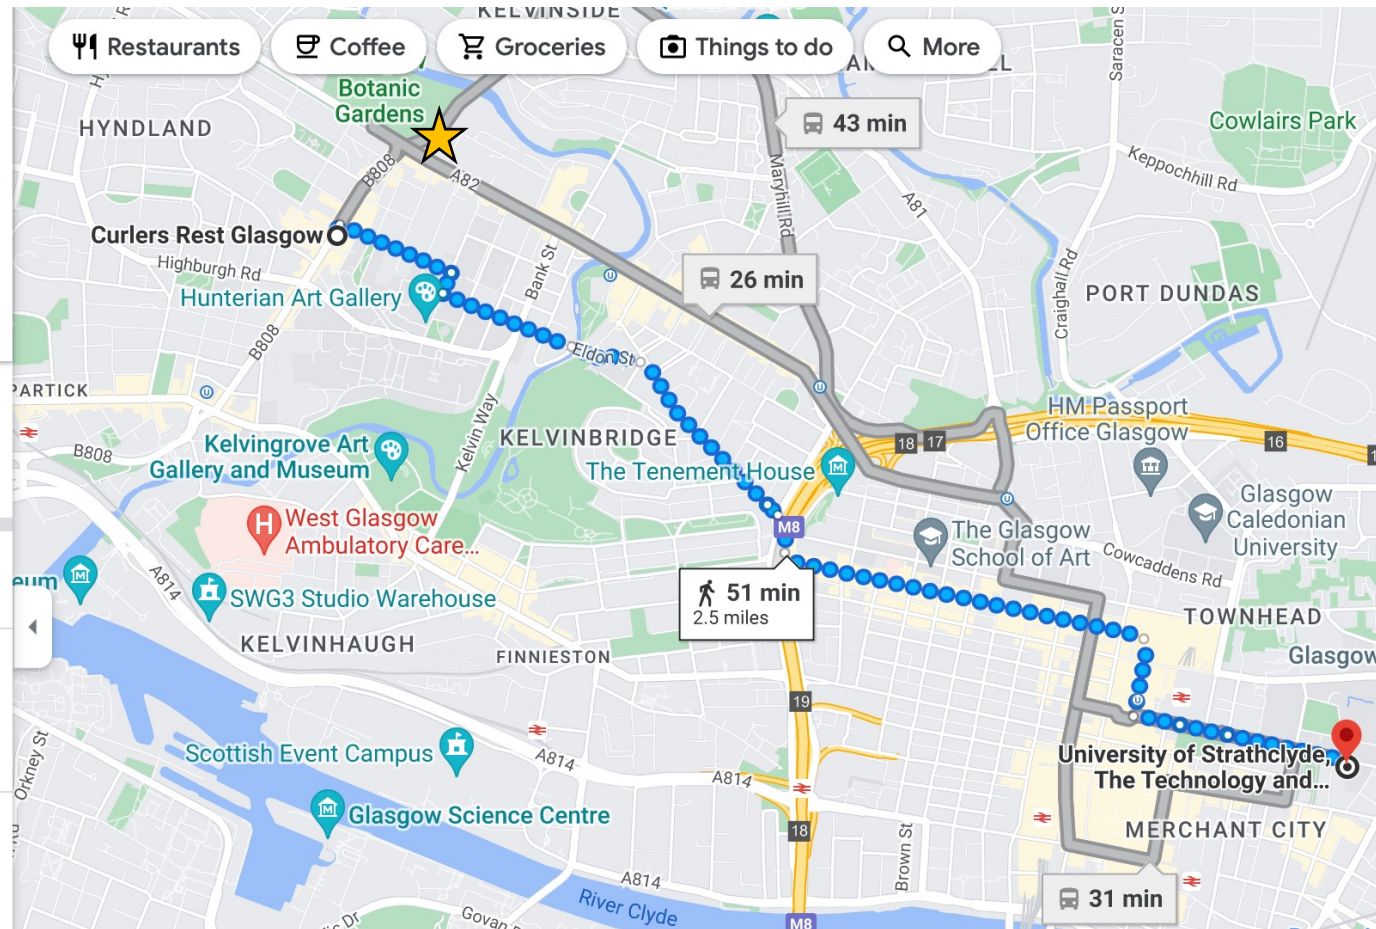 KELVINSIDE
Restaurants
Coffee
Groceries
Things to do
More
Saracen S
Botanic
Gardens
HYNDLAND
43 min
Cowlairs Park
Keppochhill Rd
B808
A82
Maryhill Rd
A81
Curlers Rest Glasgow
Highburgh Rd
Bank St
26 min
Craighall Rd
PORT DUNDAS
Hunterian Art Gallery
B808
Eldon St
PARTICK
HM Passport
Office Glasgow
Kelvin Way
KELVINBRIDGE
18
17
16
B808
Kelvingrove Art
Gallery and Museum
The Tenement House
Glasgow
Caledonian
University
West Glasgow
Ambulatory Care...
M8
The Glasgow
School of Art
Cowcaddens Rd
eum
A814
SWG3 Studio Warehouse
51 min
2.5 miles
TOWNHEAD
KELVINHAUGH
FINNIESTON
Glasgow
19
Orkney St
Scottish Event Campus
A814
A814
University of Strathclyde,
The Technology and...
Glasgow Science Centre
18
Brown St
MERCHANT CITY
A814
River Clyde
31 min
Govan
Dr
M8